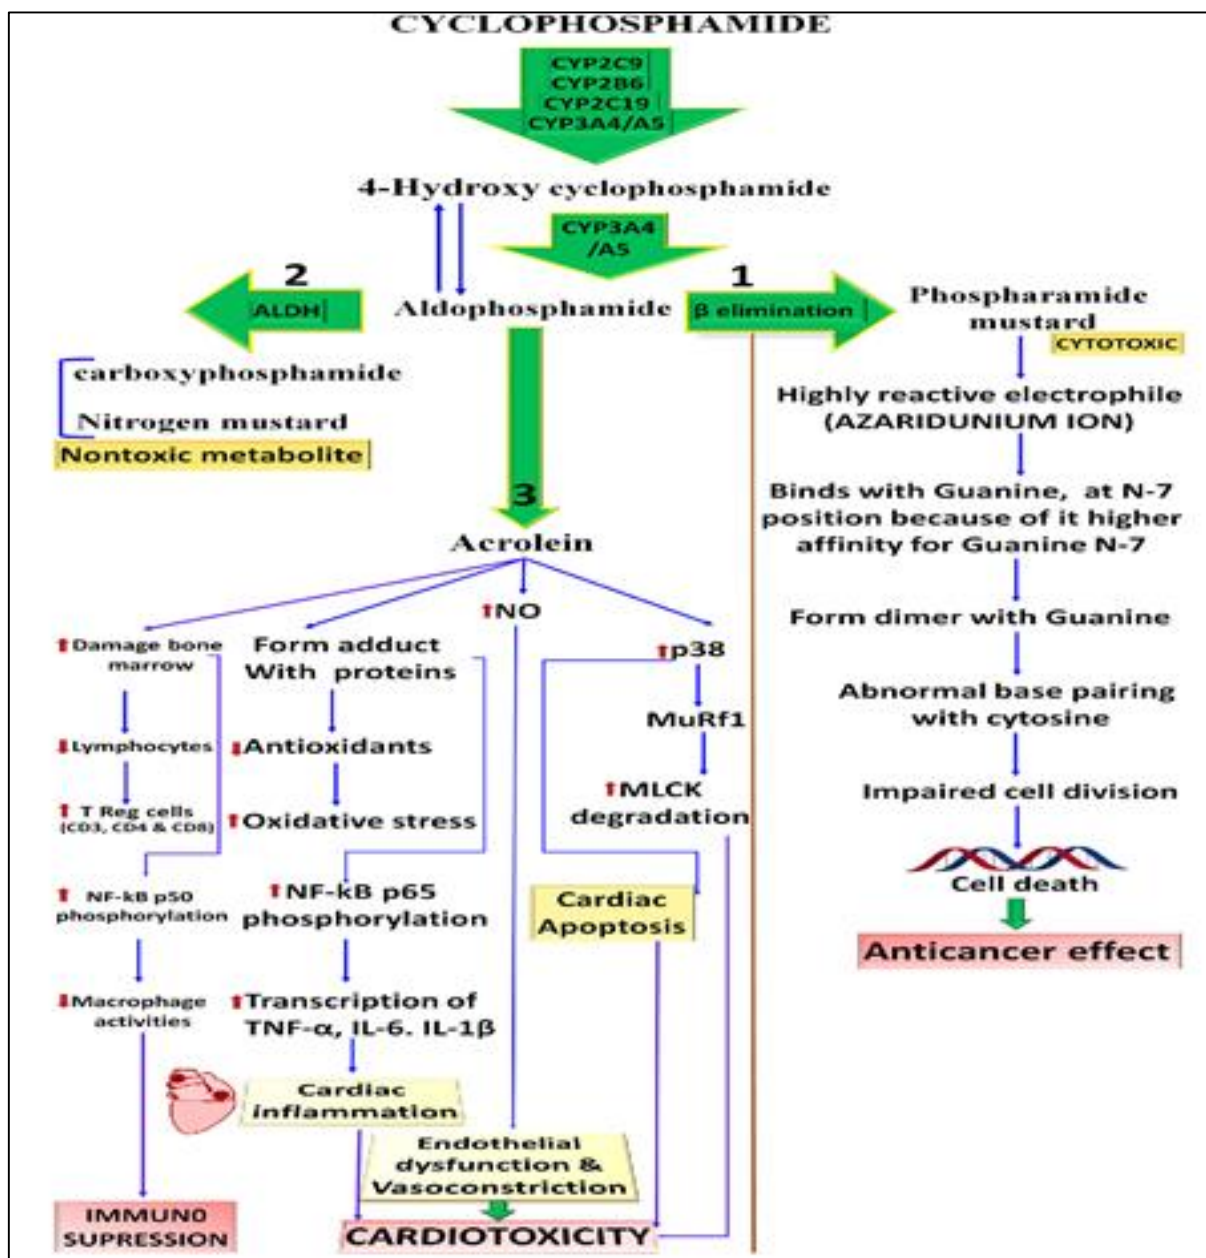 CYCLOPHOSPHAMIDE
CYP2C9
CYP2B6
CYP2C19
CYP3A4/A5
4-Hydroxy cyclophosphamide
CYP3A4
/A5
2
ALDH
Aldophosphamide
1
β elimination
Phospharamide
mustard
CYTOTOXIC
carboxyphosphamide
Nitrogen mustard
Nontoxic metabolite
3
Acrolein
Highly reactive electrophile
(AZARIDUNIUM ION)
Binds with Guanine, at N-7
position because of it higher
affinity for Guanine N-7
Form dimer with Guanine
Abnormal base pairing
with cytosine
Impaired cell division
Cell death
Anticancer effect
⬆Damage bone
marrow
⬇Lymphocytes
⬆ T Reg cells
(CD3, CD4 & CD8)
⬆ NF-kB p50
phosphorylation
⬇Macrophage
activities
IMMUN0
SUPRESSION
Form adduct
With proteins
⬇Antioxidants
⬆Oxidative stress
⬆NF-kB p65
phosphorylation
⬆Transcription of
TNF-α, IL-6. IL-1β
Cardiac
inflammation
⬆NO
Endothelial
dysfunction &
Vasoconstriction
⬆p38
MuRf1
⬆MLCK
degradation
Cardiac
Apoptosis
CARDIOTOXICITY